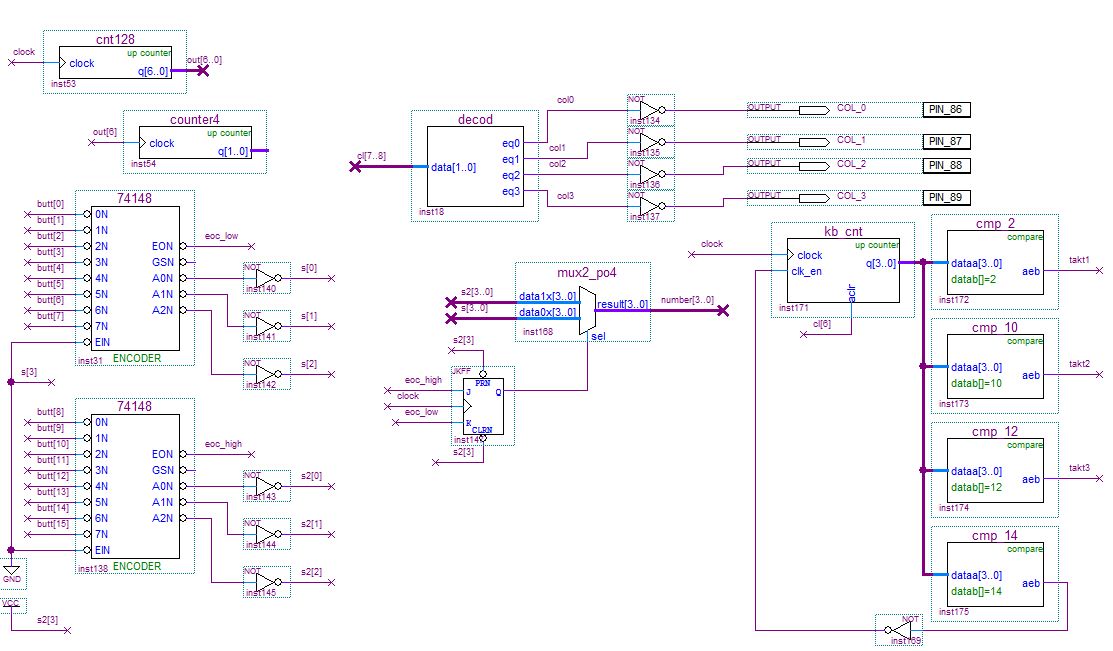 cnt128
up counter
clock
clock
q[6..0]
out[6..0]
inst53
counter4
up counter
out[6]
clock
q[1..0]
inst54
decod
cl[7..8]
data[1..0]
eq0
eq1
eq2
eq3
inst18
col0
col1
col2
col3
NOT
inst134
NOT
inst135
NOT
inst136
NOT
inst137
OUTPUT
COL_0
PIN_86
OUTPUT
COL_1
PIN_87
OUTPUT
COL_2
PIN_88
OUTPUT
COL_3
PIN_89
74148
butt[0]
butt[1]
butt[2]
butt[3]
butt[4]
butt[5]
butt[6]
butt[7]
0N
1N
2N
3N
4N
5N
6N
7N
EIN
EON
GSN
A0N
A1N
A2N
inst31
ENCODER
eoc_low
NOT
inst140
s[0]
NOT
inst141
s[1]
NOT
inst142
s[2]
s[3]
74148
butt[8]
butt[9]
butt[10]
butt[11]
butt[12]
butt[13]
butt[14]
butt[15]
0N
1N
2N
3N
4N
5N
6N
7N
EIN
EON
GSN
A0N
A1N
A2N
inst138
ENCODER
eoc_high
NOT
inst143
s2[0]
NOT
inst144
s2[1]
NOT
inst145
s2[2]
GND
VCC
s2[3]
mux2_po4
s2[3..0]
s[3..0]
data1x[3..0]
data0x[3..0]
result[3..0]
number[3..0]
sel
inst168
s2[3]
JKFF
PRN
J
Q
K
CLRN
eoc_high
clock
eoc_low
s2[3]
kb_cnt
up counter
clock
clock
clk_en
q[3..0]
aclr
inst171
cl[6]
cmp_2
compare
dataa[3..0]
datab[]=2
aeb
inst172
takt1
cmp_10
compare
dataa[3..0]
datab[]=10
aeb
inst173
takt2
cmp_12
compare
dataa[3..0]
datab[]=12
aeb
inst174
takt3
cmp_14
compare
dataa[3..0]
datab[]=14
aeb
inst175
NOT
inst169